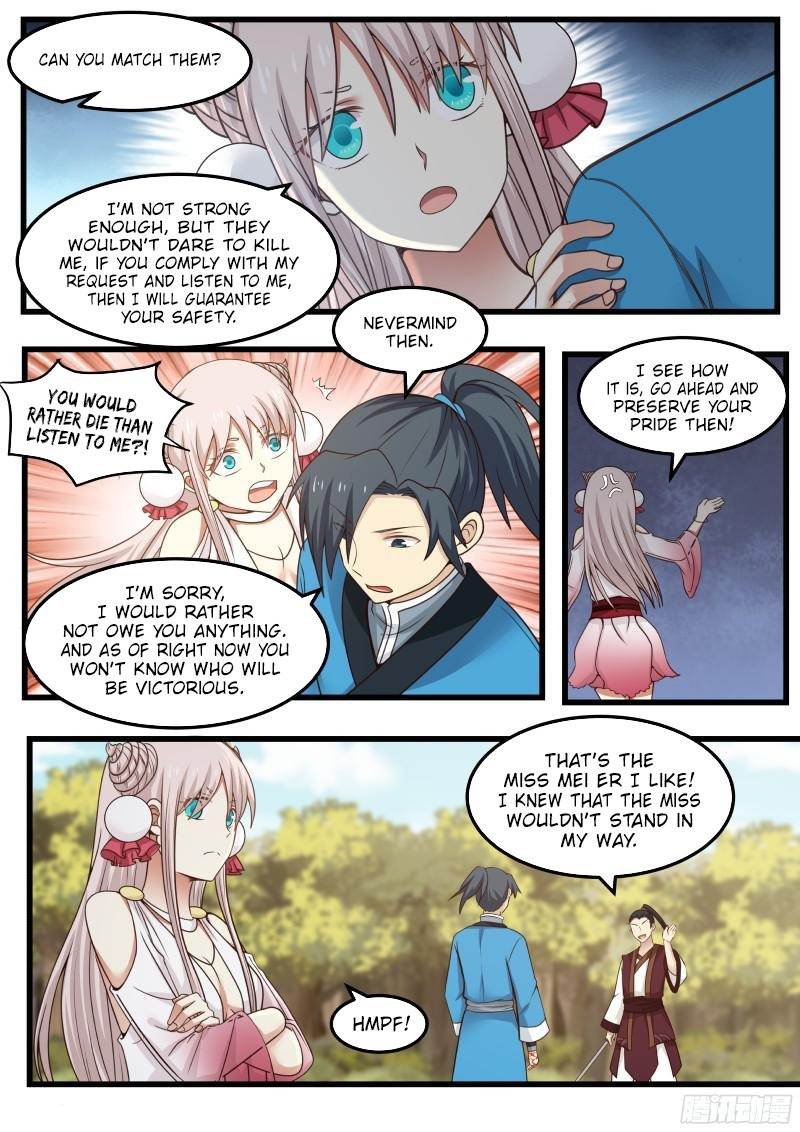 CAN YOU MATCH THEM?
I'M NOT STRONG
ENOUGH, BUT THEY
WOULDN'T DARE TO KILL
ME, IF YOU COMPLY WITH MY
REQUEST AND LISTEN TO ME,
THEN I WILL GUARANTEE
YOUR SAFETY.
NEVERMIND
THEN.
YOU WOULD
RATHER DIE THAN
LISTEN TO ME?!
I'M SORRY,
I WOULD RATHER
NOT OWE YOU ANYTHING.
AND AS OF RIGHT NOW YOU
WON'T KNOW WHO WILL
BE VICTORIOUS.
I SEE HOW
IT IS, GO AHEAD AND
PRESERVE YOUR
PRIDE THEN!
THAT'S THE
MISS MEI ER I LIKE!
I KNEW THAT THE MISS
WOULDN'T STAND IN
MY WAY.
HMPF!
腾讯动漫